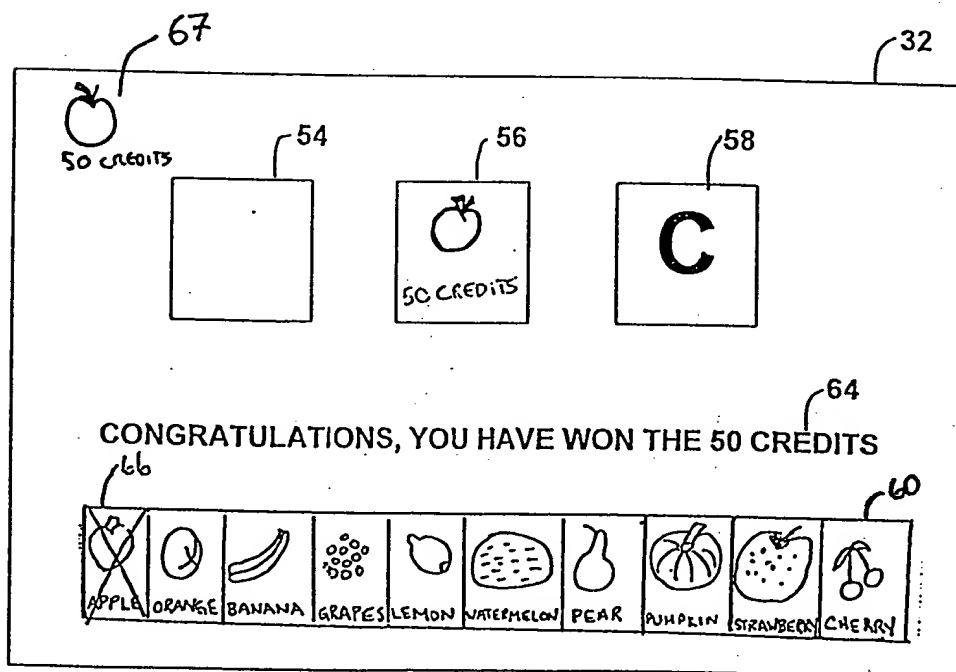 67
32
50 CREDITS
54
56
58
50 CREDITS
C
64
CONGRATULATIONS, YOU HAVE WON THE 50 CREDITS
66
60
APPLE ORANGE BANANA GRAPES LEMON WATERMELON PEAR PUMPKIN STRAWBERRY CHERRY